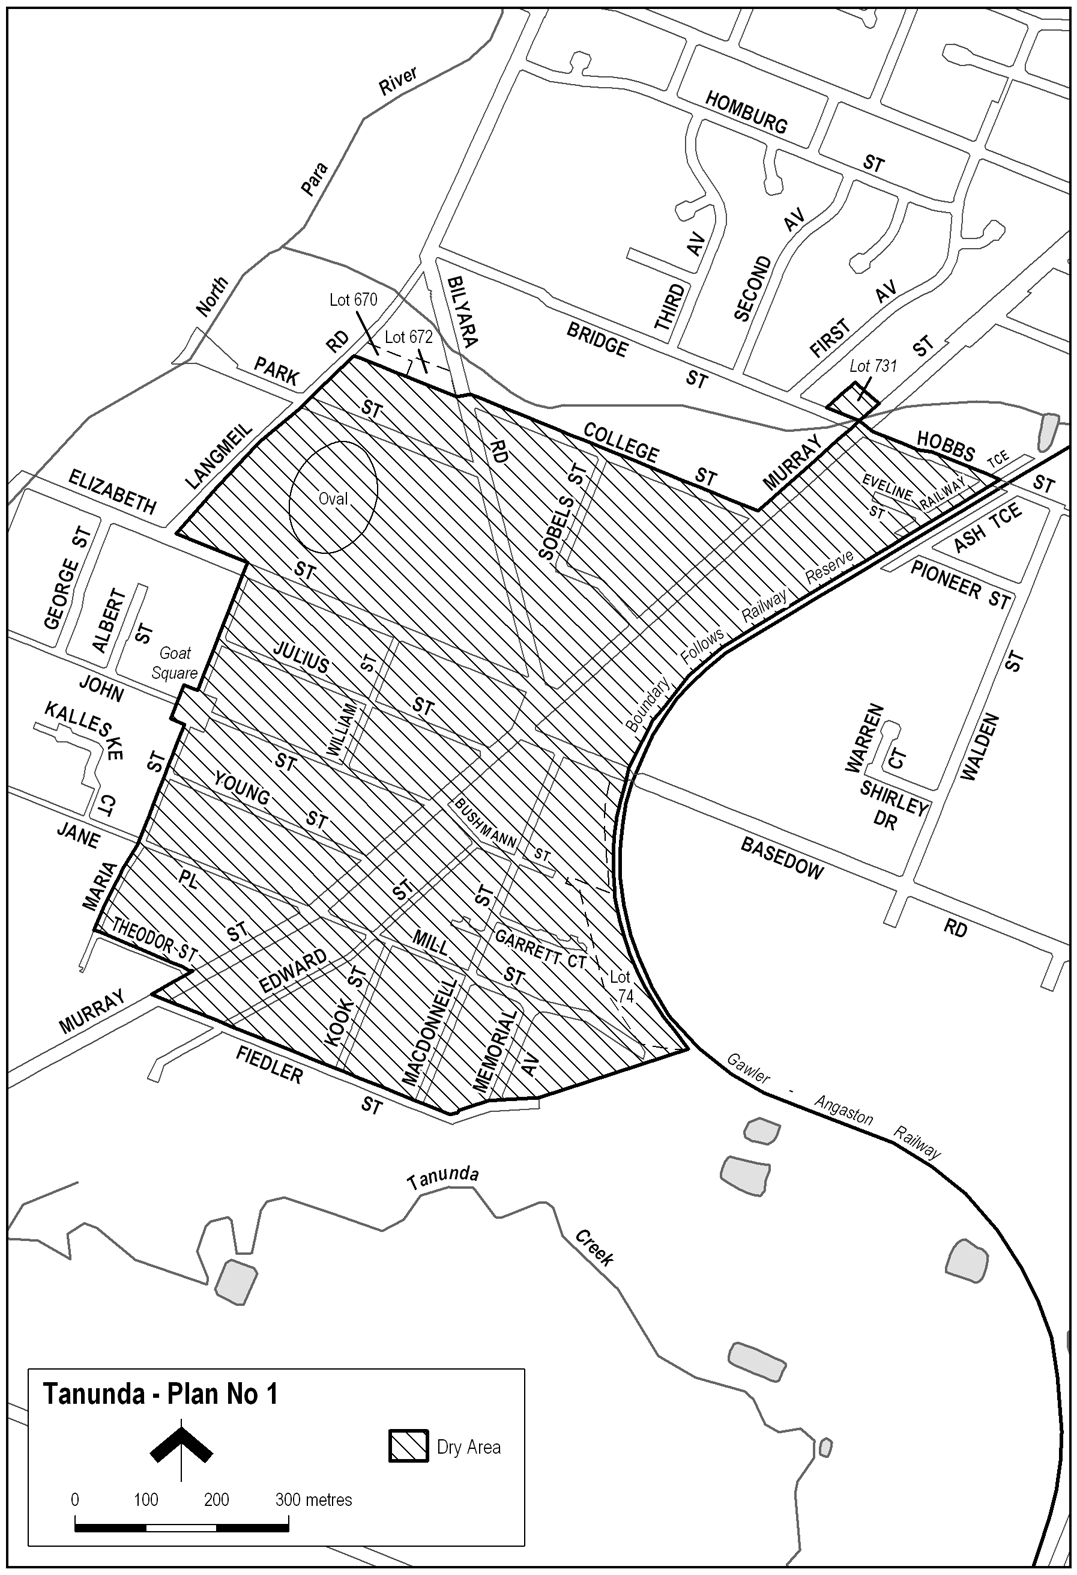 River
Para
North
HOMBURG
ST
THIRD
AV
SECOND
AV
FIRST
AV
ST
BILYARA
RD
Lot 670
Lot 672
RD
PARK
ST
BRIDGE
ST
Lot 731
LANGMEIL
COLLEGE
ST
MURRAY
HOBBS
ST
TCE
RAILWAY
EVELINE
ST
ASH TCE
PIONEER ST
ELIZABETH
ST
Oval
SOBELS ST
GEORGE ST
ALBERT
ST
Goat
Square
JOHN
ST
JULIUS
ST
WILLIAM
ST
Boundary Follows Railway Reserve
KALLESKE
CT
YOUNG
ST
BUSHMANN
ST
WARREN
CT
SHIRLEY
DR
WALDEN
ST
JANE
PL
MARIA
ST
BASEDOW
RD
THEODOR ST
MURRAY
ST
EDWARD
ST
MILL
ST
GARRETT CT
Lot
74
KOOK ST
MACDONNELL
ST
MEMORIAL
AV
FIEDLER
ST
Gawler - Angaston Railway
Tanunda
Creek
Tanunda - Plan No 1
Dry Area
0 100 200 300 metres